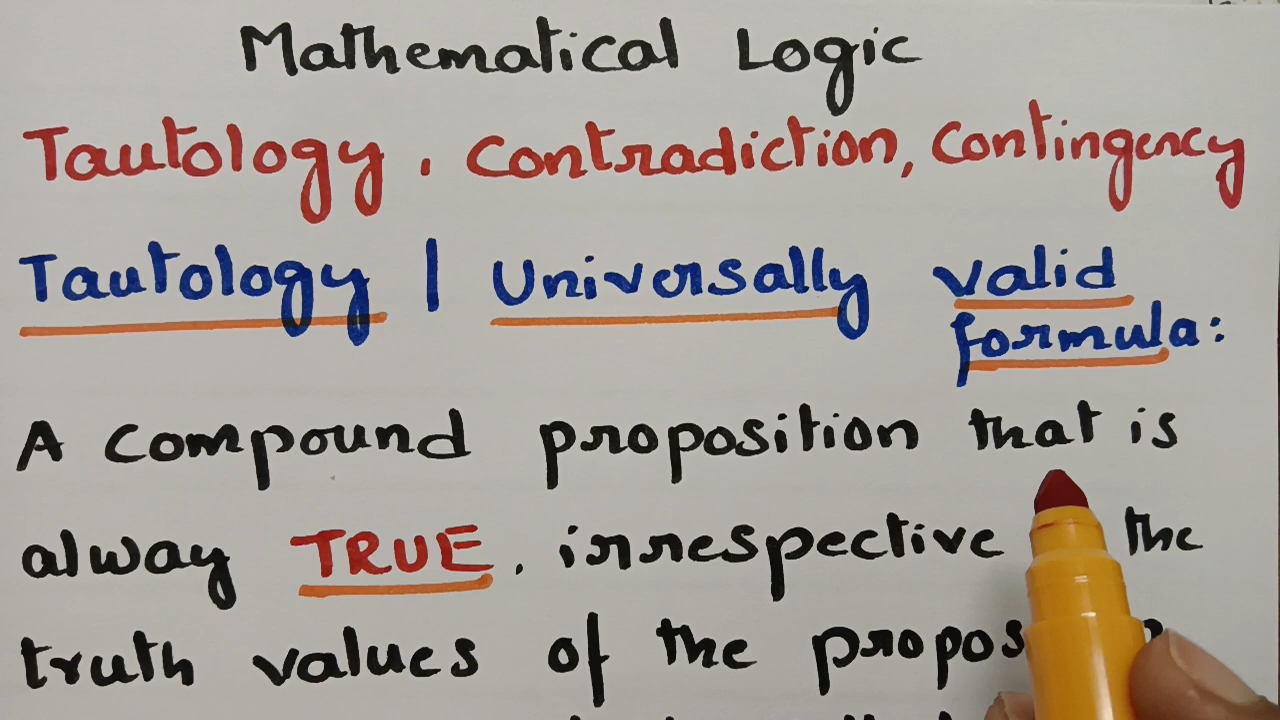 Mathematical Logic
Tautology, Contradiction, Contingency
Tautology | Universally valid
formula:
A compound proposition that is
alway TRUE, irrespective the
truth values of the